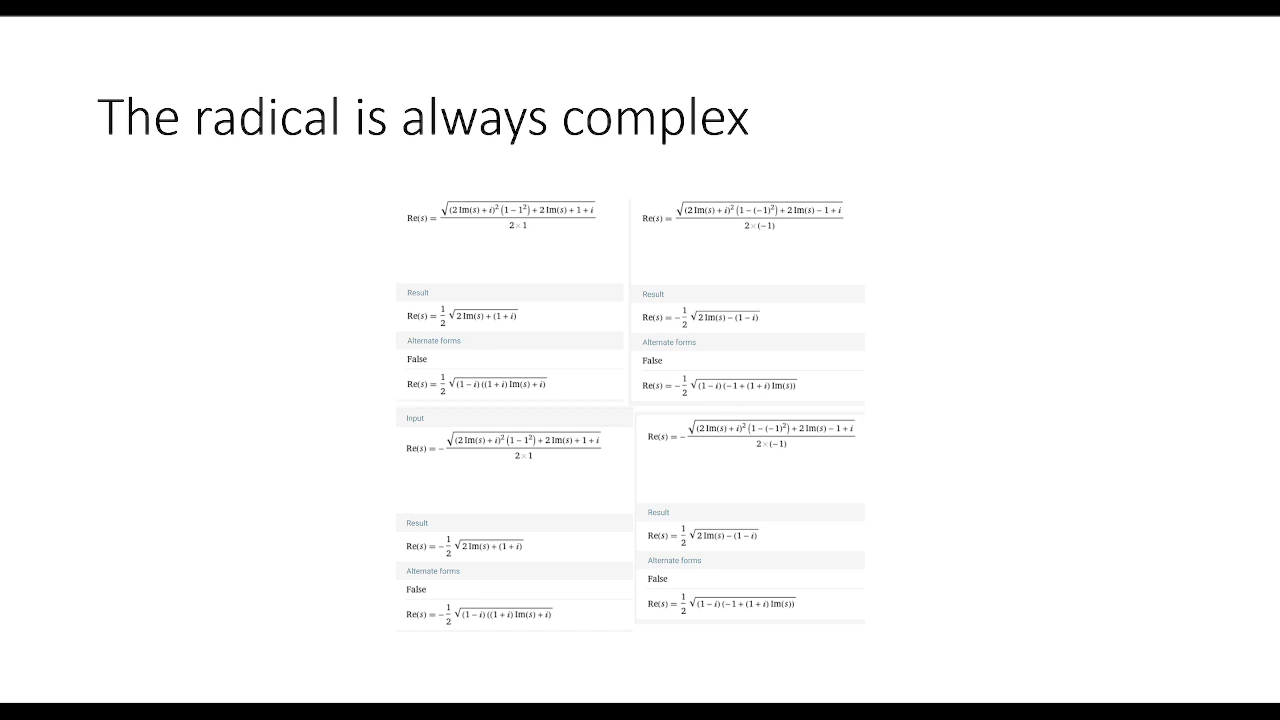 The radical is always complex
Re(s) = √((2 Im(s) + i)² (1 − 1²) + 2 Im(s) + 1 + i) / (2×1)
Result
Re(s) = 1/2 √(2 Im(s) + (1 + i))
Alternate forms
False
Re(s) = 1/2 √((1 − i) ((1 + i) Im(s) + i))
Re(s) = √((2 Im(s) + i)² (1 − (−1)²) + 2 Im(s) − 1 + i) / (2×(−1))
Result
Re(s) = −1/2 √(2 Im(s) − (1 − i))
Alternate forms
False
Re(s) = −1/2 √((1 − i) (−1 + (1 + i) Im(s)))
Input
Re(s) = −√((2 Im(s) + i)² (1 − 1²) + 2 Im(s) + 1 + i) / (2×1)
Result
Re(s) = −1/2 √(2 Im(s) + (1 + i))
Alternate forms
False
Re(s) = −1/2 √((1 − i) ((1 + i) Im(s) + i))
Re(s) = −√((2 Im(s) + i)² (1 − (−1)²) + 2 Im(s) − 1 + i) / (2×(−1))
Result
Re(s) = 1/2 √(2 Im(s) − (1 − i))
Alternate forms
False
Re(s) = 1/2 √((1 − i) (−1 + (1 + i) Im(s)))